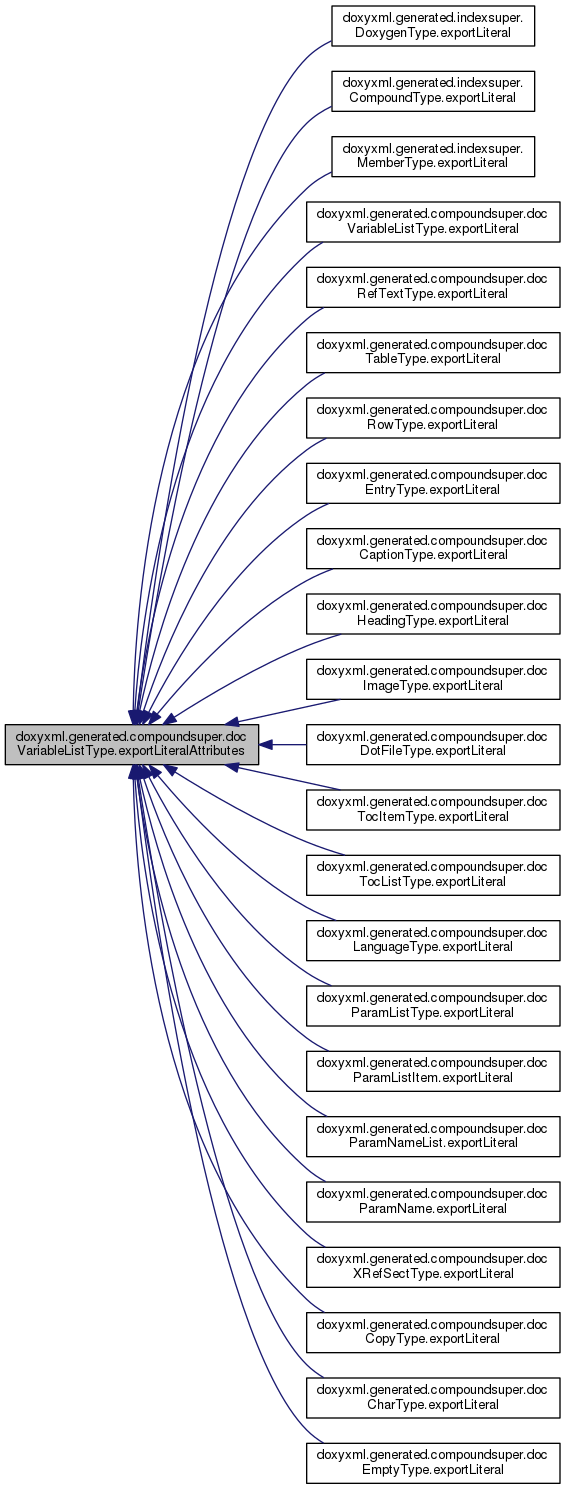 doxyxml.generated.indexsuper.
DoxygenType.exportLiteral
doxyxml.generated.indexsuper.
CompoundType.exportLiteral
doxyxml.generated.indexsuper.
MemberType.exportLiteral
doxyxml.generated.compoundsuper.doc
VariableListType.exportLiteral
doxyxml.generated.compoundsuper.doc
RefTextType.exportLiteral
doxyxml.generated.compoundsuper.doc
TableType.exportLiteral
doxyxml.generated.compoundsuper.doc
RowType.exportLiteral
doxyxml.generated.compoundsuper.doc
EntryType.exportLiteral
doxyxml.generated.compoundsuper.doc
CaptionType.exportLiteral
doxyxml.generated.compoundsuper.doc
HeadingType.exportLiteral
doxyxml.generated.compoundsuper.doc
ImageType.exportLiteral
doxyxml.generated.compoundsuper.doc
VariableListType.exportLiteralAttributes
doxyxml.generated.compoundsuper.doc
DotFileType.exportLiteral
doxyxml.generated.compoundsuper.doc
TocItemType.exportLiteral
doxyxml.generated.compoundsuper.doc
TocListType.exportLiteral
doxyxml.generated.compoundsuper.doc
LanguageType.exportLiteral
doxyxml.generated.compoundsuper.doc
ParamListType.exportLiteral
doxyxml.generated.compoundsuper.doc
ParamListItem.exportLiteral
doxyxml.generated.compoundsuper.doc
ParamNameList.exportLiteral
doxyxml.generated.compoundsuper.doc
ParamName.exportLiteral
doxyxml.generated.compoundsuper.doc
XRefSectType.exportLiteral
doxyxml.generated.compoundsuper.doc
CopyType.exportLiteral
doxyxml.generated.compoundsuper.doc
CharType.exportLiteral
doxyxml.generated.compoundsuper.doc
EmptyType.exportLiteral